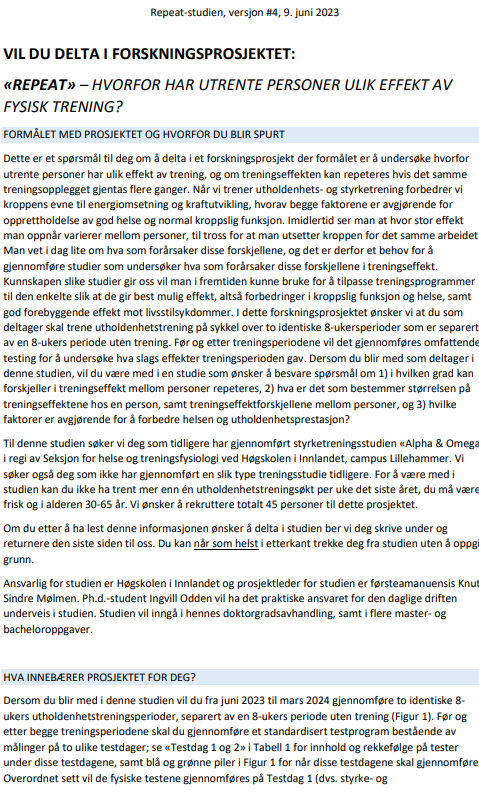 Repeat-studien, versjon #4, 9. juni 2023
VIL DU DELTA I FORSKNINGSPROSJEKTET:
«REPEAT» – HVORFOR HAR UTRENTE PERSONER ULIK EFFEKT AV
FYSISK TRENING?
FORMÅLET MED PROSJEKTET OG HVORFOR DU BLIR SPURT
Dette er et spørsmål til deg om å delta i et forskningsprosjekt der formålet er å undersøke hvorfor
utrente personer har ulik effekt av trening, og om treningseffekten kan repeteres hvis det samme
treningsopplegget gjentas flere ganger. Når vi trener utholdenhets- og styrketrening forbedrer vi
kroppens evne til energiomsetning og kraftutvikling, hvorav begge faktorene er avgjørende for
opprettholdelse av god helse og normal kroppslig funksjon. Imidlertid ser man at hvor stor effekt
man oppnår varierer mellom personer, til tross for at man utsetter kroppen for det samme arbeidet
Man vet i dag lite om hva som forårsaker disse forskjellene, og det er derfor et behov for å
gjennomføre studier som undersøker hva som forårsaker disse forskjellene i treningseffekt.
Kunnskapen slike studier gir oss vil man i fremtiden kunne bruke for å tilpasse treningsprogrammer
til den enkelte slik at de gir best mulig effekt, altså forbedringer i kroppslig funksjon og helse, samt
god forebyggende effekt mot livsstilsykdommer. I dette forskningsprosjektet ønsker vi at du som
deltager skal trene utholdenhetstrening på sykkel over to identiske 8-ukersperioder som er separert
av en 8-ukers periode uten trening. Før og etter treningsperiodene vil det gjennomføres omfattende
testing for å undersøke hva slags effekter treningsperioden gav. Dersom du blir med som deltager i
denne studien, vil du være med i en studie som ønsker å besvare spørsmål om 1) i hvilken grad kan
forskjeller i treningseffekt mellom personer repeteres, 2) hva er det som bestemmer størrelsen på
treningseffektene hos en person, samt treningseffektforskjellene mellom personer, og 3) hvilke
faktorer er avgjørende for å forbedre helsen og utholdenhetsprestasjon?
Til denne studien søker vi deg som tidligere har gjennomført styrketreningsstudien «Alpha & Omega
i regi av Seksjon for helse og treningsfysiologi ved Høgskolen i Innlandet, campus Lillehammer. Vi
søker også deg som ikke har gjennomført en slik type treningsstudie tidligere. For å være med i
studien kan du ikke ha trent mer enn én utholdenhetstreningsøkt per uke det siste året, du må være
frisk og i alderen 30-65 år. Vi ønsker å rekruttere totalt 45 personer til dette prosjektet.
Om du etter å ha lest denne informasjonen ønsker å delta i studien ber vi deg skrive under og
returnere den siste siden til oss. Du kan når som helst i etterkant trekke deg fra studien uten å oppgi
grunn.
Ansvarlig for studien er Høgskolen i Innlandet og prosjektleder for studien er førsteamanuensis Knut
Sindre Mølmen. Ph.d.-student Ingvill Odden vil ha det praktiske ansvaret for den daglige driften
underveis i studien. Studien vil inngå i hennes doktorgradsavhandling, samt i flere master- og
bacheloroppgaver.
HVA INNEBÆRER PROSJEKTET FOR DEG?
Dersom du blir med i denne studien vil du fra juni 2023 til mars 2024 gjennomføre to identiske 8-
ukers utholdenhetstreningsperioder, separert av en 8-ukers periode uten trening (Figur 1). Før og
etter begge treningsperiodene skal du gjennomføre et standardisert testprogram bestående av
målinger på to ulike testdager; se «Testdag 1 og 2» i Tabell 1 for innhold og rekkefølge på tester
under disse testdagene, samt blå og grønne piler i Figur 1 for når disse testdagene skal gjennomføre
Overordnet sett vil de fysiske testene gjennomføres på Testdag 1 (dvs. styrke- og